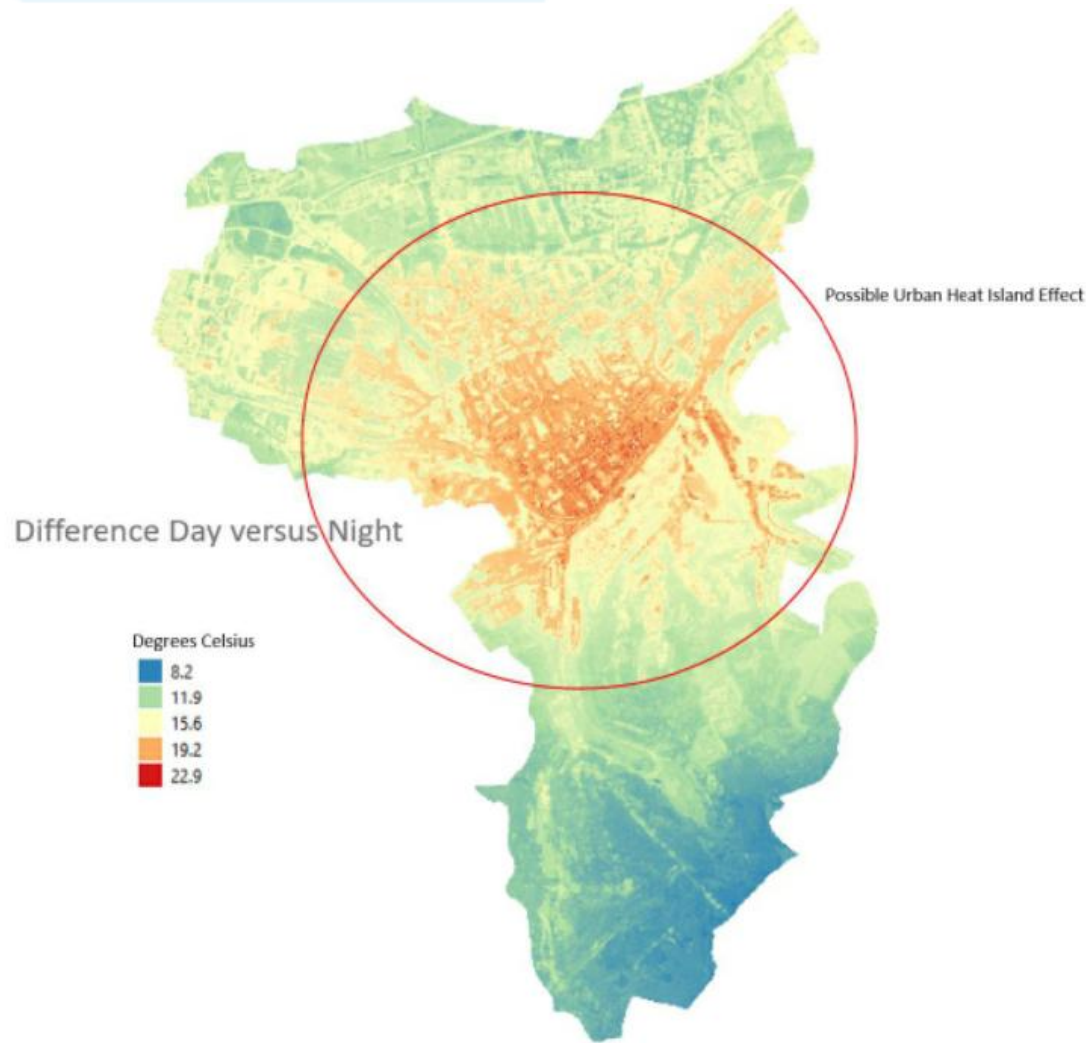 Possible Urban Heat Island Effect
Difference Day versus Night
Degrees Celsius
8.2
11.9
15.6
19.2
22.9